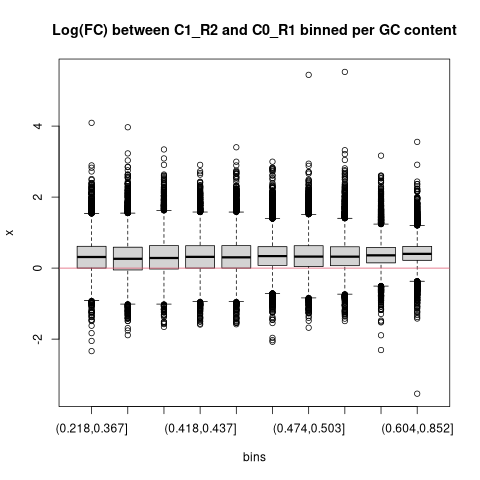 Log(FC) between C1_R2 and C0_R1 binned per GC content
4
2
0
-2
x
(0.218,0.367] (0.418,0.437] (0.474,0.503] (0.604,0.852]
bins